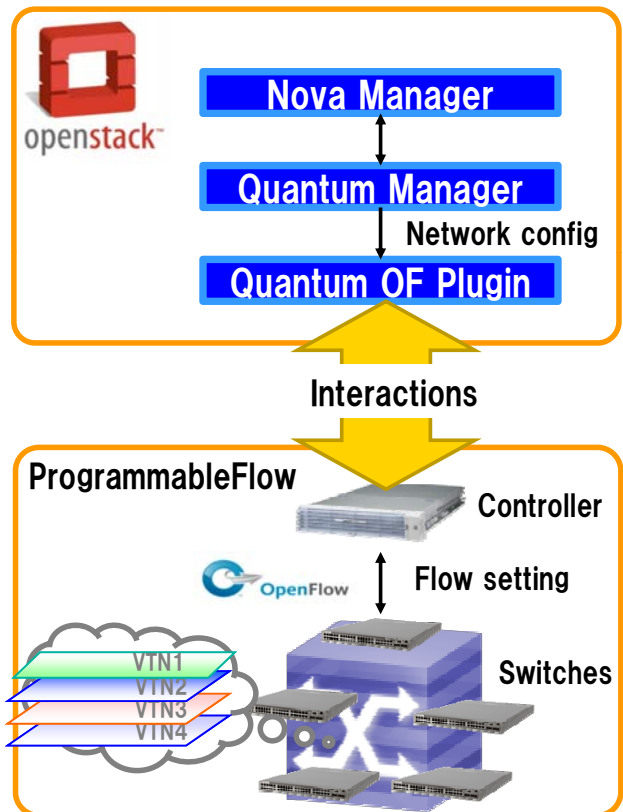 Nova Manager
openstack™
Quantum Manager
Network config
Quantum OF Plugin
Interactions
ProgrammableFlow
Controller
OpenFlow
Flow setting
VTN1
VTN2
VTN3
VTN4
Switches